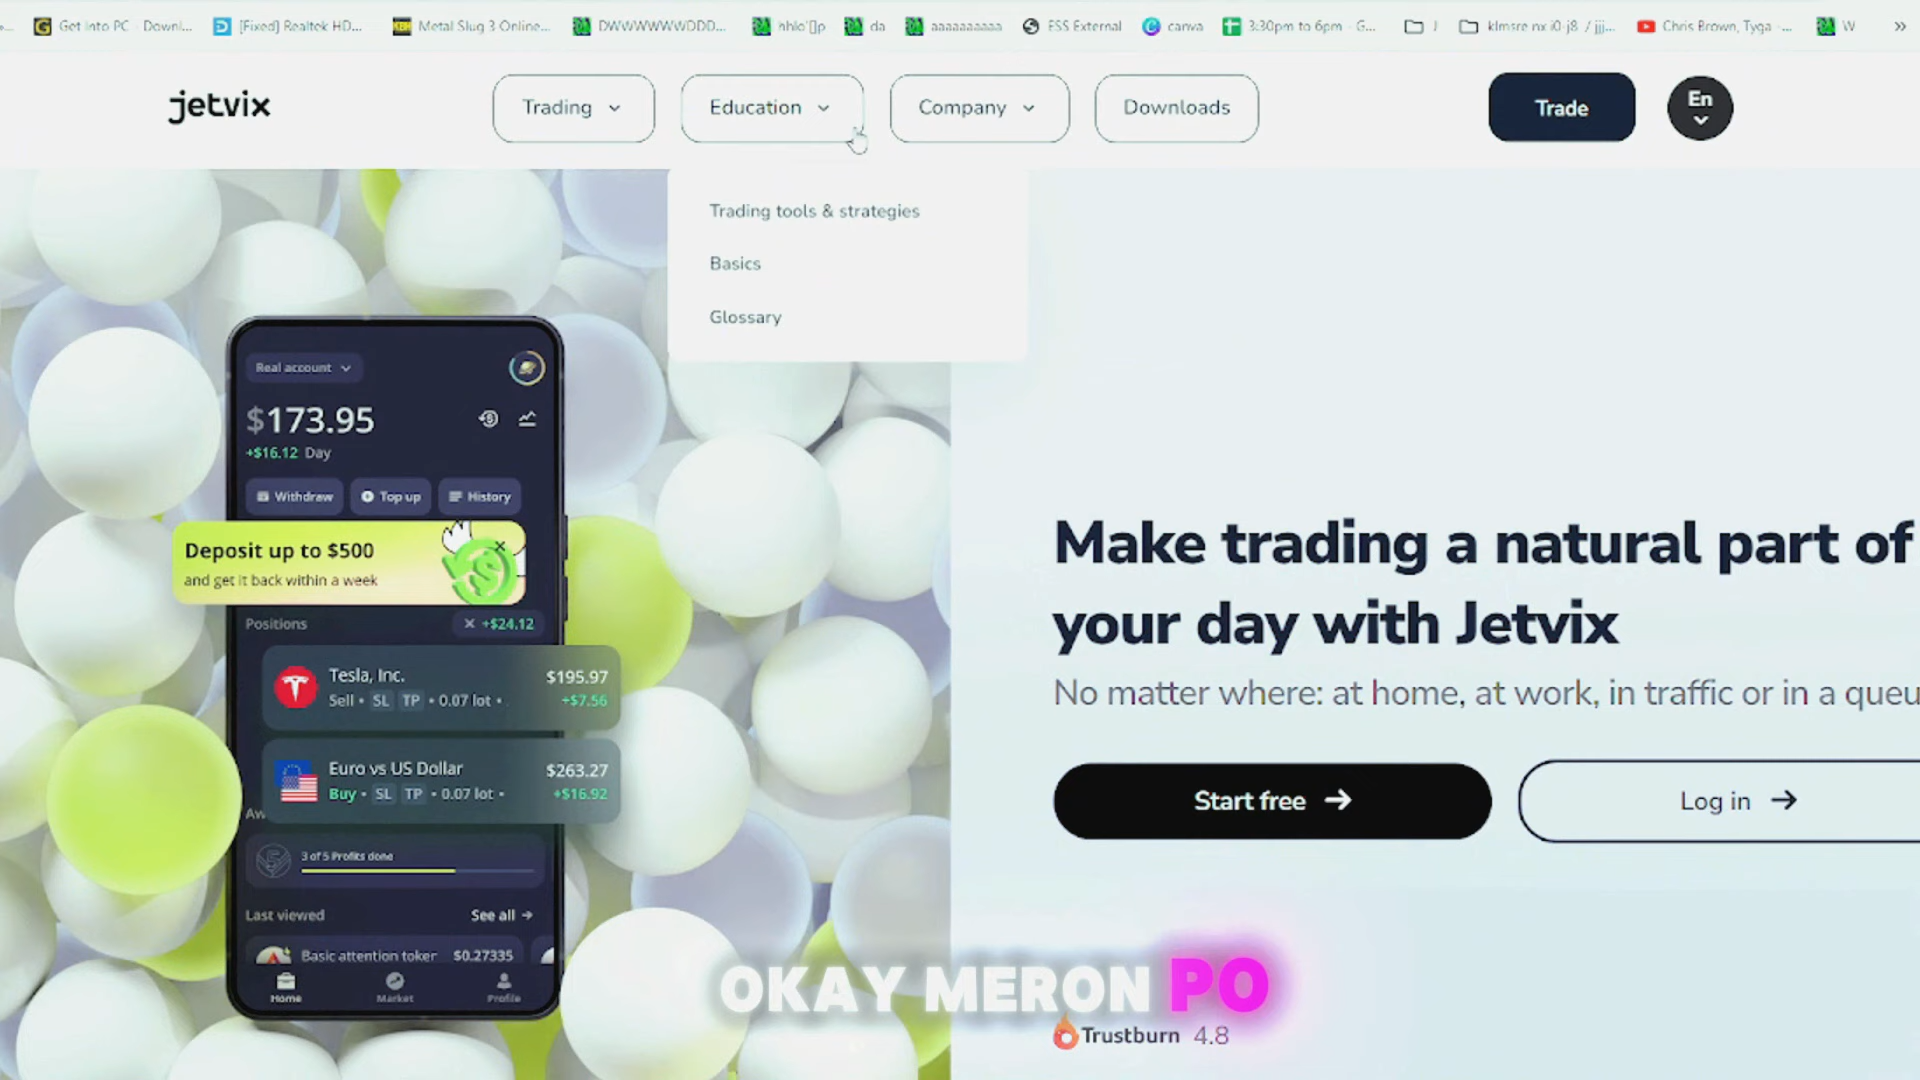 Get Into PC - Downl...
[Fixed] Realtek HD...
Metal Slug 3 Online...
DWWWWWWDDD...
hhlo'[]p
da
aaaaaaaaaa
ESS External
canva
3:30pm to 6pm - G...
J
klmsre nx i0-j8 / jjj...
Chris Brown, Tyga -...
W
jetvix
Trading
Education
Company
Downloads
Trade
En
Trading tools & strategies
Basics
Glossary
Real account
$173.95
+$16.12 Day
Withdraw
Top up
History
Deposit up to $500
and get it back within a week
Positions
+$24.12
Tesla, Inc.
$195.97
Sell • SL TP • 0.07 lot •
+$7.56
Euro vs US Dollar
$263.27
Buy • SL TP • 0.07 lot •
+$16.92
Aw
3 of 5 Profits done
Last viewed
See all →
Basic attention token
$0.27335
Home
Market
Profile
Make trading a natural part of
your day with Jetvix
No matter where: at home, at work, in traffic or in a queu
Start free →
Log in →
OKAY MERON PO
Trustburn 4.8